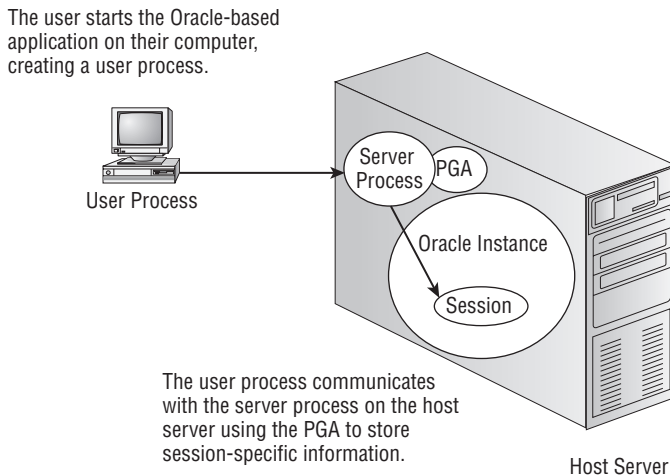 The user starts the Oracle-based
application on their computer,
creating a user process.
User Process
Server
Process
PGA
Oracle Instance
Session
The user process communicates
with the server process on the host
server using the PGA to store
session-specific information.
Host Server